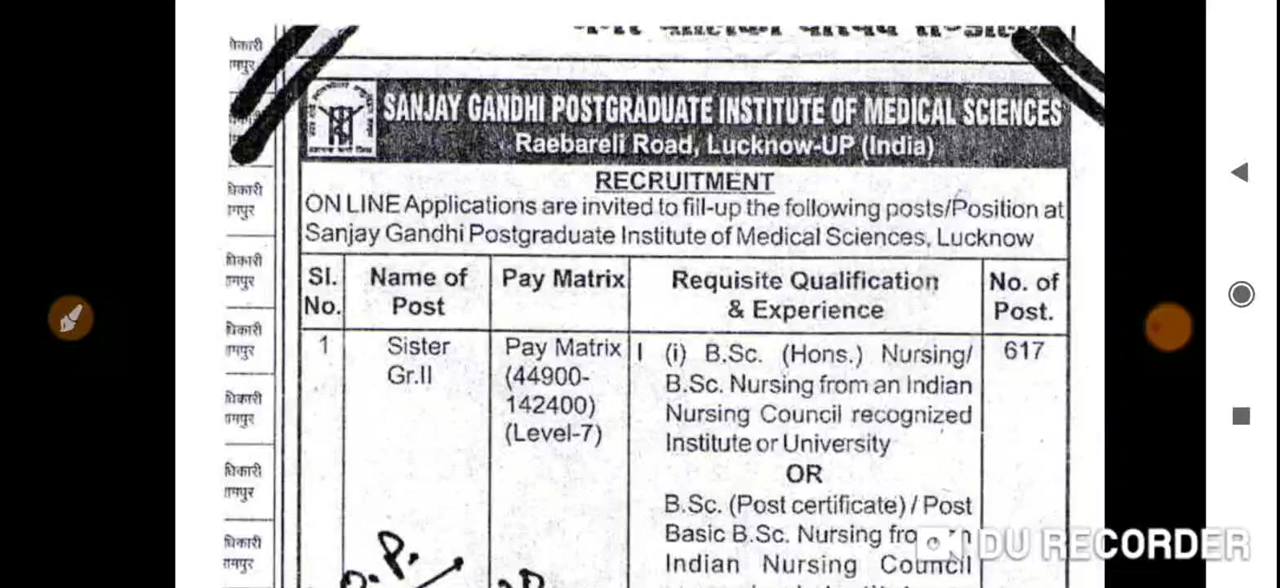 धिकारी
ागपुर
SANJAY GANDHI POSTGRADUATE INSTITUTE OF MEDICAL SCIENCES
Raebareli Road, Lucknow-UP (India)
RECRUITMENT
ON LINE Applications are invited to fill-up the following posts/Position at
Sanjay Gandhi Postgraduate Institute of Medical Sciences, Lucknow
Sl. No. Name of Post Pay Matrix Requisite Qualification & Experience No. of Post.
1 Sister Gr.II
Pay Matrix
(44900-
142400)
(Level-7)
I (i) B.Sc. (Hons.) Nursing/
B.Sc. Nursing from an Indian
Nursing Council recognized
Institute or University
OR
B.Sc. (Post certificate) / Post
Basic B.Sc. Nursing
Indian Nursing Council
617
DU RECORDER